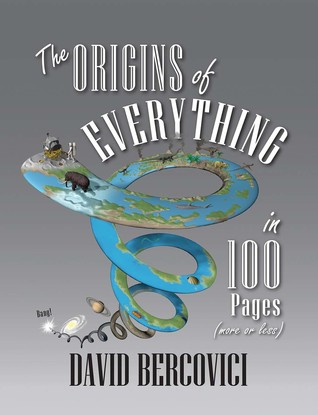 The ORIGINS of
EVERYTHING
in
100
Pages
(more or less)
Bang!
DAVID BERCOVICI